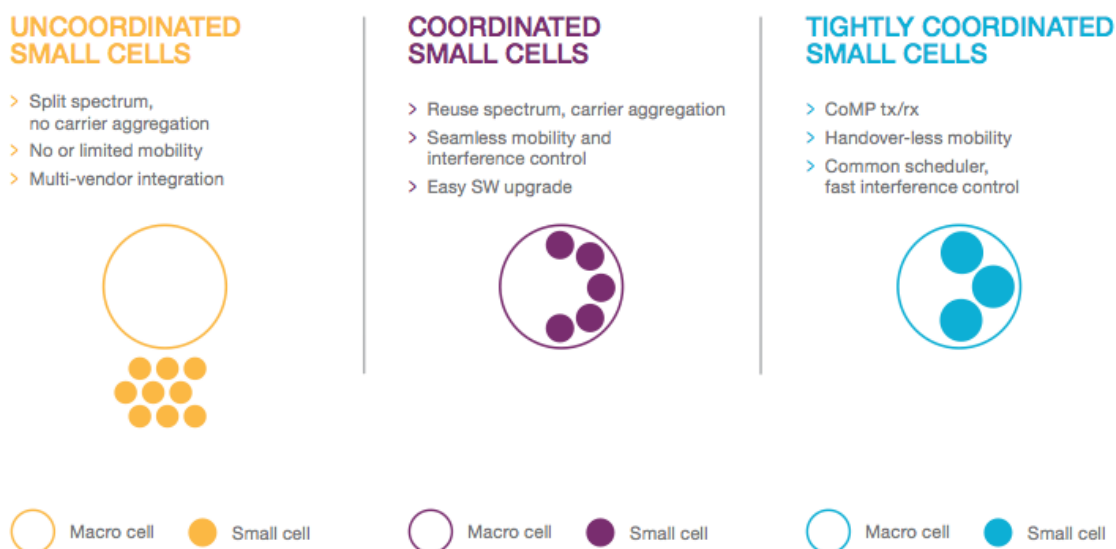 UNCOORDINATED
SMALL CELLS
> Split spectrum,
no carrier aggregation
> No or limited mobility
> Multi-vendor integration
Macro cell
Small cell
COORDINATED
SMALL CELLS
> Reuse spectrum, carrier aggregation
> Seamless mobility and
interference control
> Easy SW upgrade
Macro cell
Small cell
TIGHTLY COORDINATED
SMALL CELLS
> CoMP tx/rx
> Handover-less mobility
> Common scheduler,
fast interference control
Macro cell
Small cell